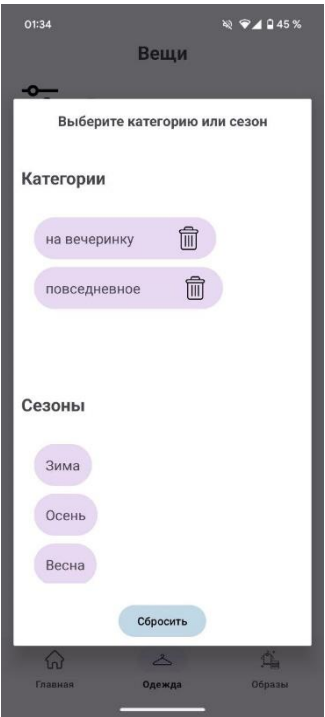 01:34
45 %
Вещи
Выберите категорию или сезон
Категории
на вечеринку
повседневное
Сезоны
Зима
Осень
Весна
Сбросить
Главная
Одежда
Образы